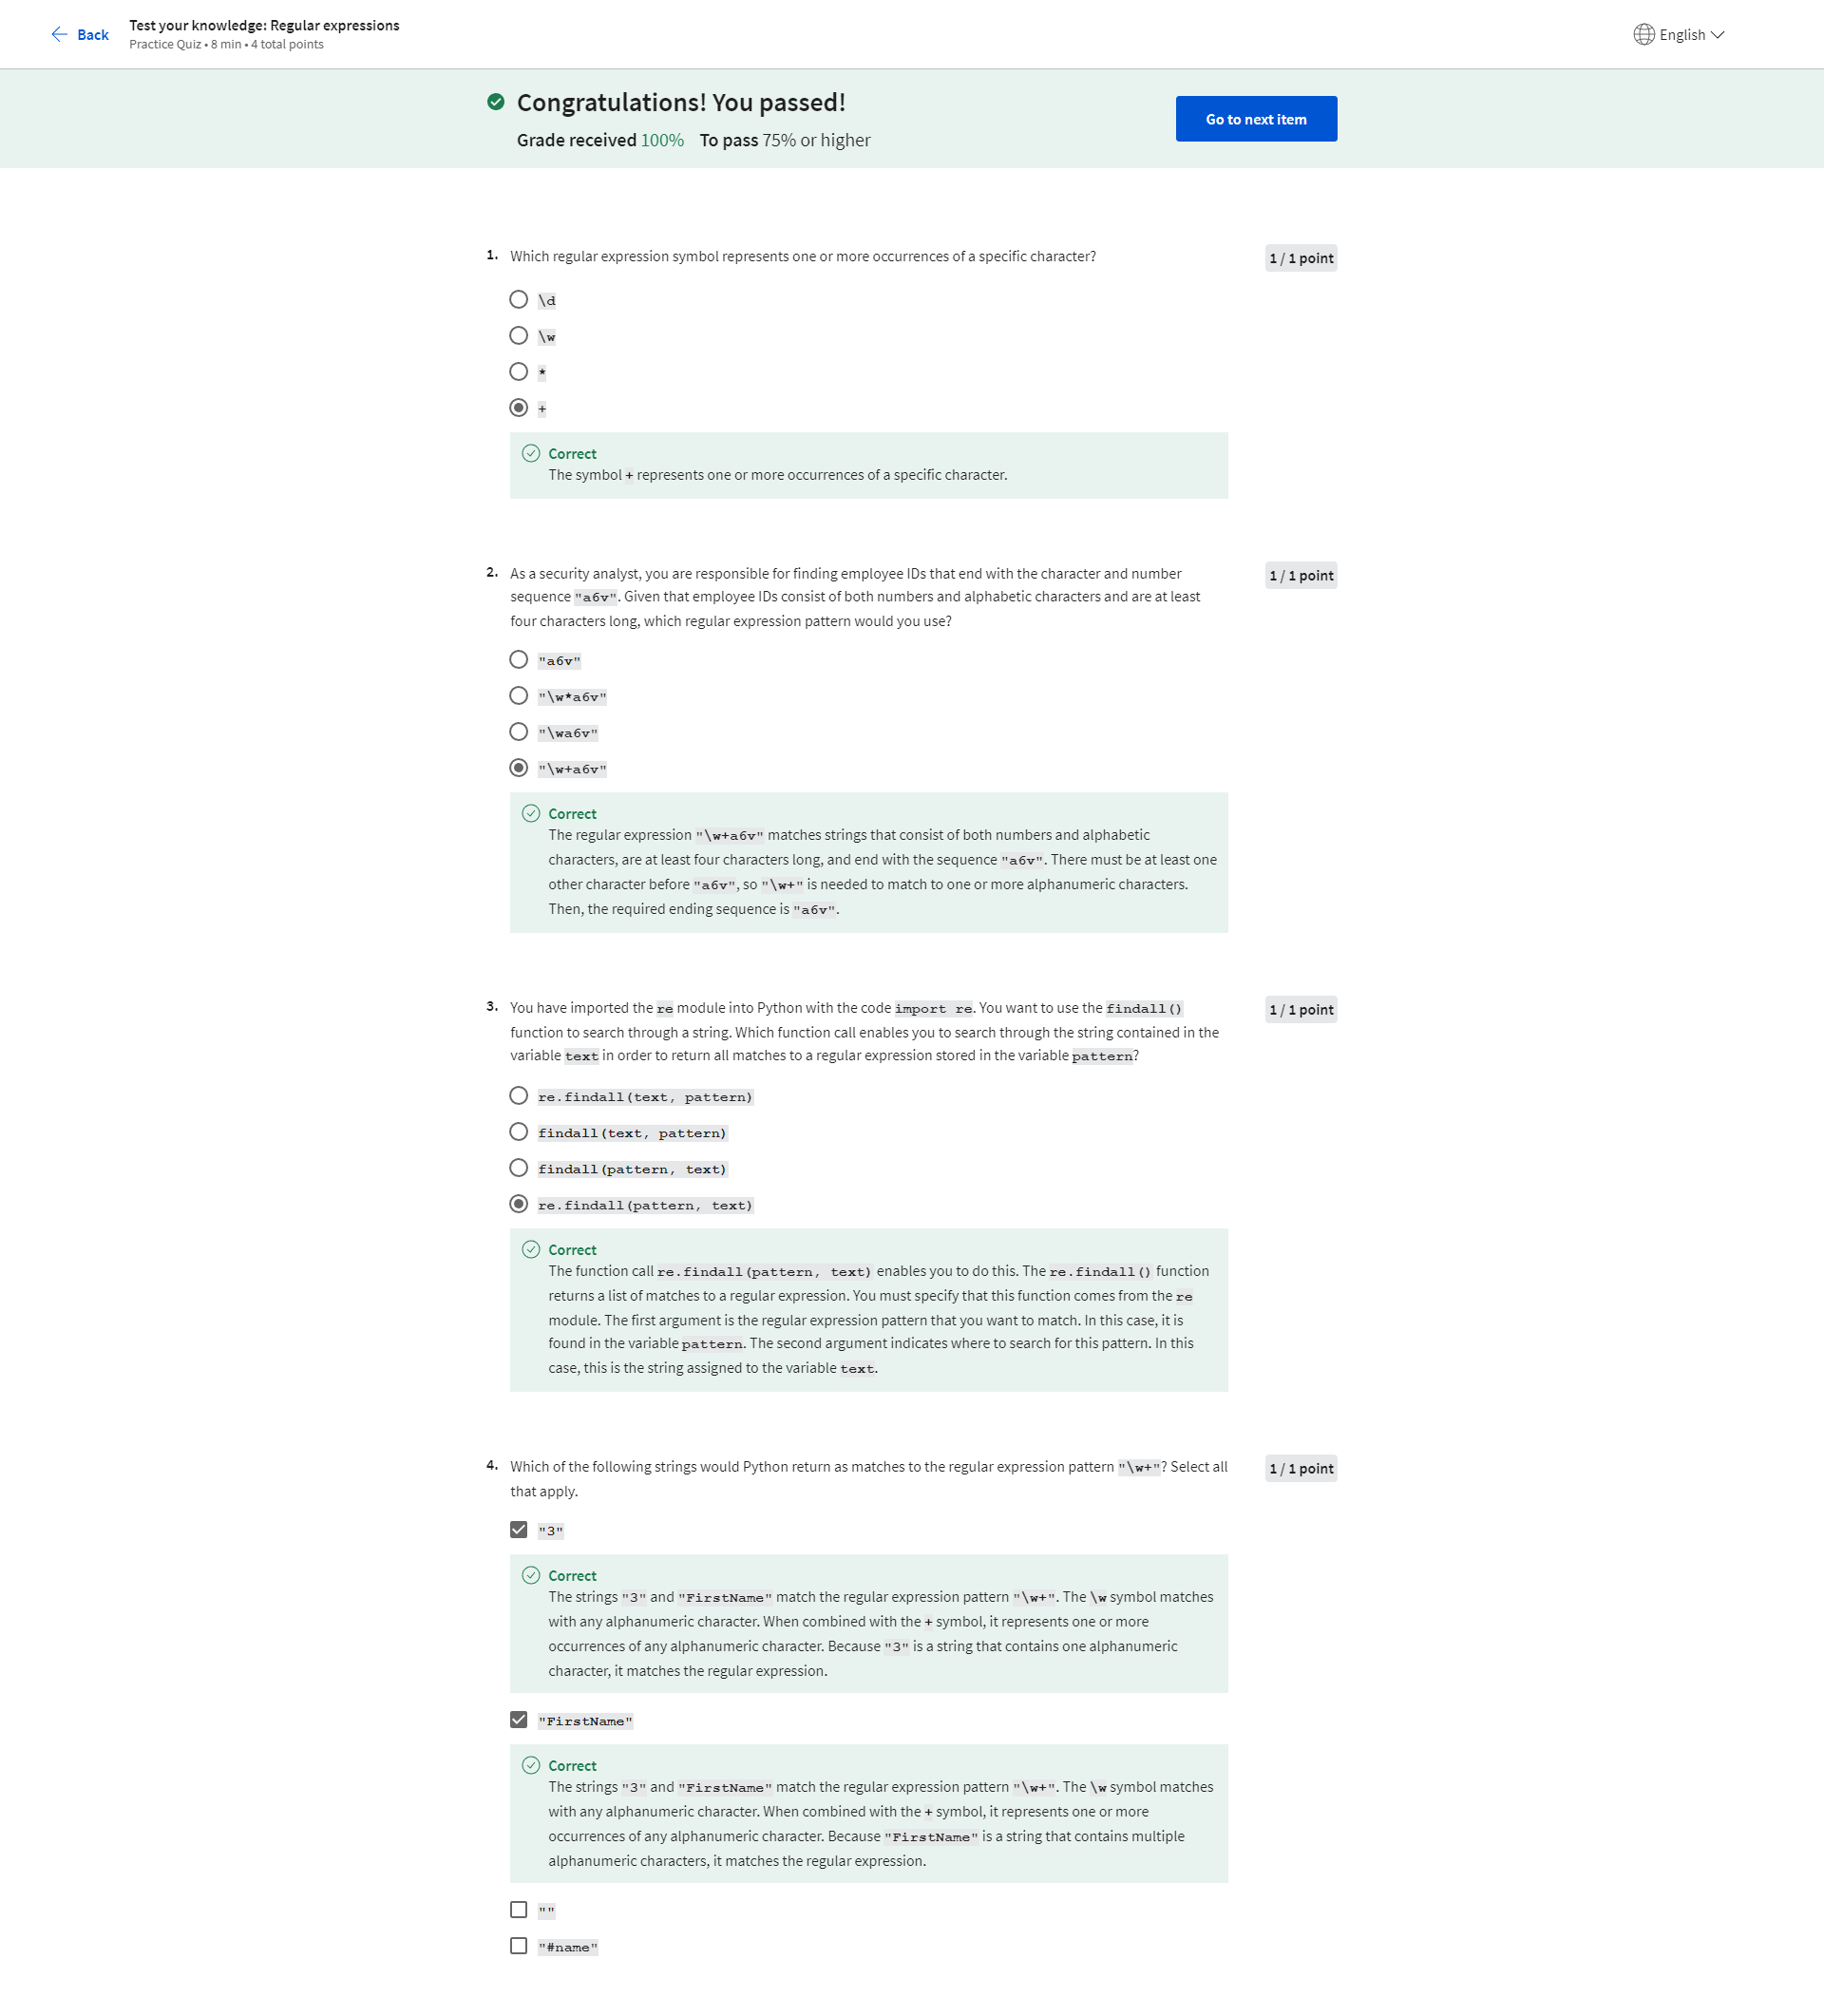 Back
Test your knowledge: Regular expressions
Practice Quiz • 8 min • 4 total points
English
Congratulations! You passed!
Grade received 100% To pass 75% or higher
Go to next item
1. Which regular expression symbol represents one or more occurrences of a specific character?
1 / 1 point
\d
\w
*
+
Correct
The symbol + represents one or more occurrences of a specific character.
2. As a security analyst, you are responsible for finding employee IDs that end with the character and number
sequence "a6v". Given that employee IDs consist of both numbers and alphabetic characters and are at least
four characters long, which regular expression pattern would you use?
1 / 1 point
"a6v"
"\w*a6v"
"\wa6v"
"\w+a6v"
Correct
The regular expression "\w+a6v" matches strings that consist of both numbers and alphabetic
characters, are at least four characters long, and end with the sequence "a6v". There must be at least one
other character before "a6v", so "\w+" is needed to match to one or more alphanumeric characters.
Then, the required ending sequence is "a6v".
3. You have imported the re module into Python with the code import re. You want to use the findall()
function to search through a string. Which function call enables you to search through the string contained in the
variable text in order to return all matches to a regular expression stored in the variable pattern?
1 / 1 point
re.findall(text, pattern)
findall(text, pattern)
findall(pattern, text)
re.findall(pattern, text)
Correct
The function call re.findall(pattern, text) enables you to do this. The re.findall() function
returns a list of matches to a regular expression. You must specify that this function comes from the re
module. The first argument is the regular expression pattern that you want to match. In this case, it is
found in the variable pattern. The second argument indicates where to search for this pattern. In this
case, this is the string assigned to the variable text.
4. Which of the following strings would Python return as matches to the regular expression pattern "\w+"? Select all
that apply.
1 / 1 point
"3"
Correct
The strings "3" and "FirstName" match the regular expression pattern "\w+". The \w symbol matches
with any alphanumeric character. When combined with the + symbol, it represents one or more
occurrences of any alphanumeric character. Because "3" is a string that contains one alphanumeric
character, it matches the regular expression.
"FirstName"
Correct
The strings "3" and "FirstName" match the regular expression pattern "\w+". The \w symbol matches
with any alphanumeric character. When combined with the + symbol, it represents one or more
occurrences of any alphanumeric character. Because "FirstName" is a string that contains multiple
alphanumeric characters, it matches the regular expression.
""
"#name"